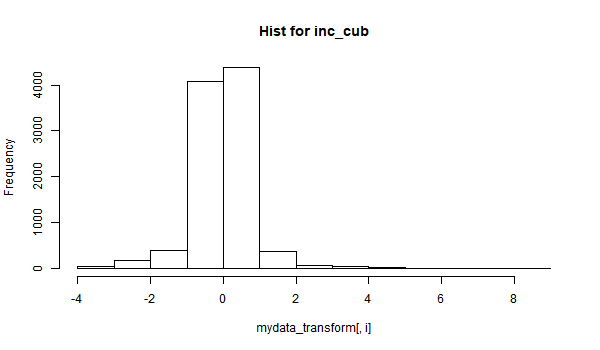 Hist for inc_cub
Frequency
4000
3000
2000
1000
0
-4 -2 0 2 4 6 8
mydata_transform[, i]